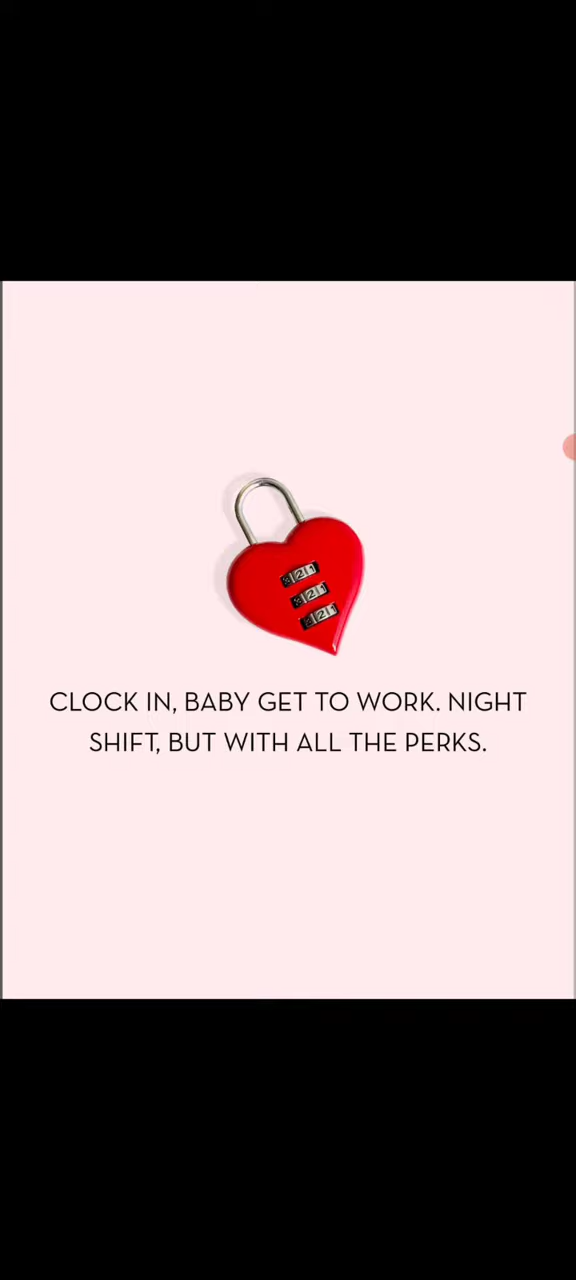 CLOCK IN, BABY GET TO WORK. NIGHT
SHIFT, BUT WITH ALL THE PERKS.